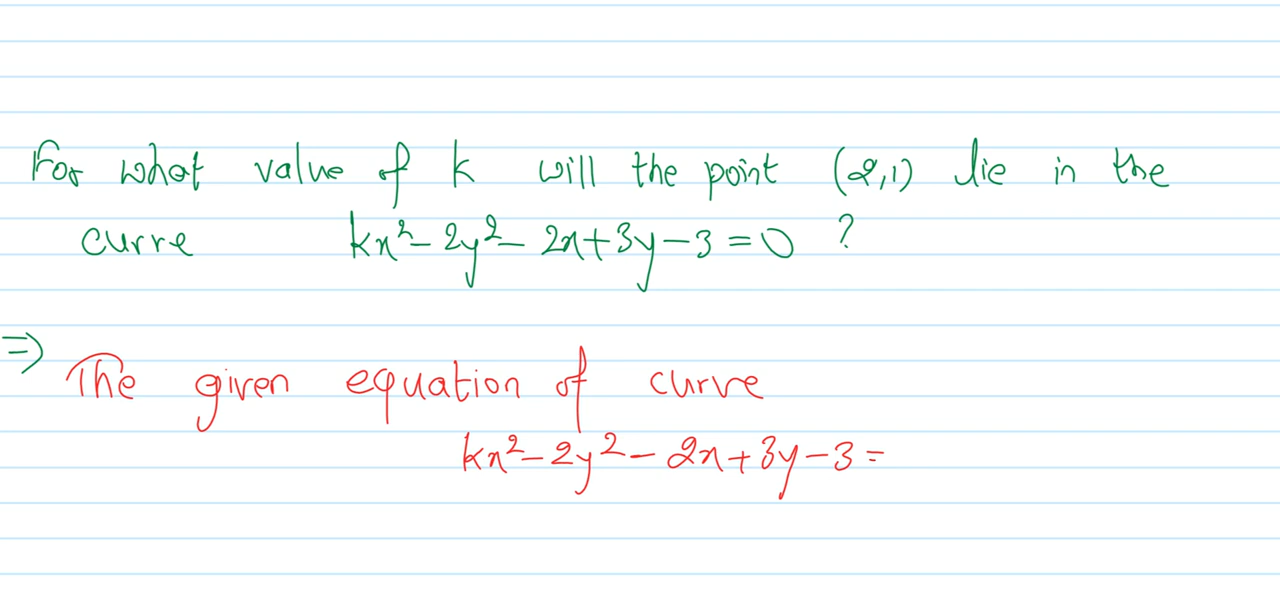 For what value of k will the point (2,1) lie in the
curve kx² - 2y² - 2x + 3y - 3 = 0 ?
⇒ The given equation of curve
kx² - 2y² - 2x + 3y - 3 =